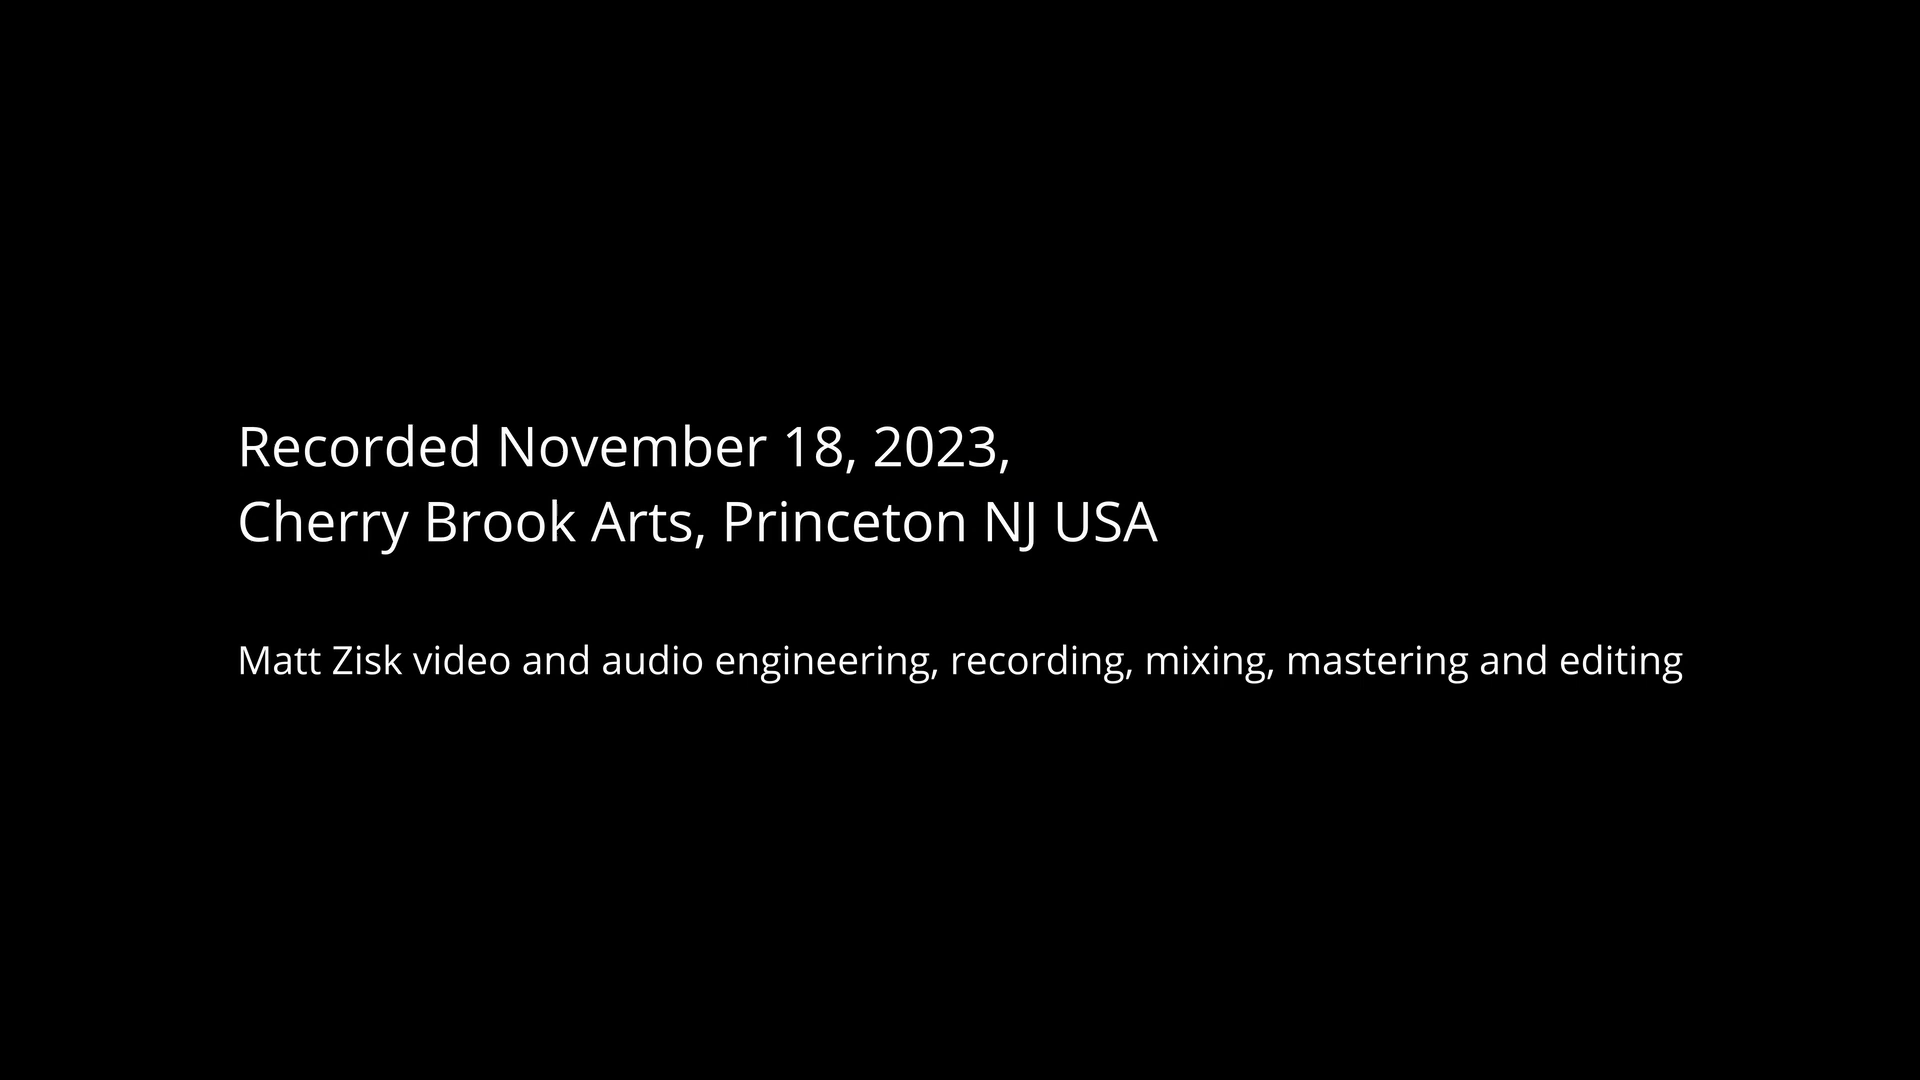 Recorded November 18, 2023,
Cherry Brook Arts, Princeton NJ USA
Matt Zisk video and audio engineering, recording, mixing, mastering and editing